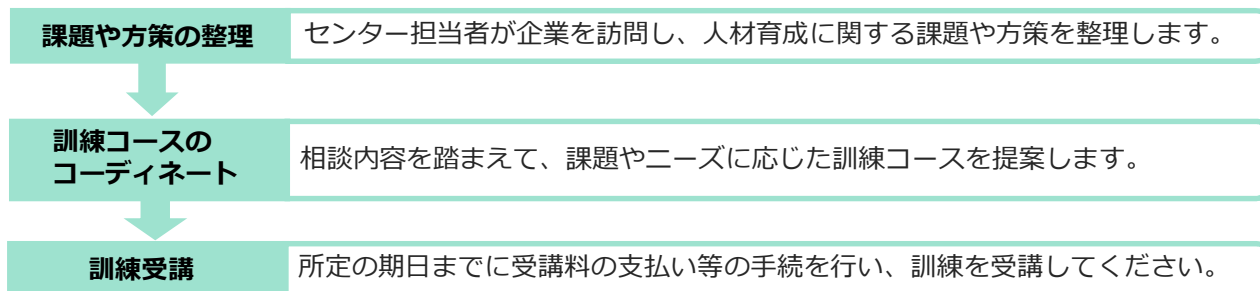 課題や方策の整理
センター担当者が企業を訪問し、人材育成に関する課題や方策を整理します。
訓練コースの
コーディネート
相談内容を踏まえて、課題やニーズに応じた訓練コースを提案します。
訓練受講
所定の期日までに受講料の支払い等の手続を行い、訓練を受講してください。